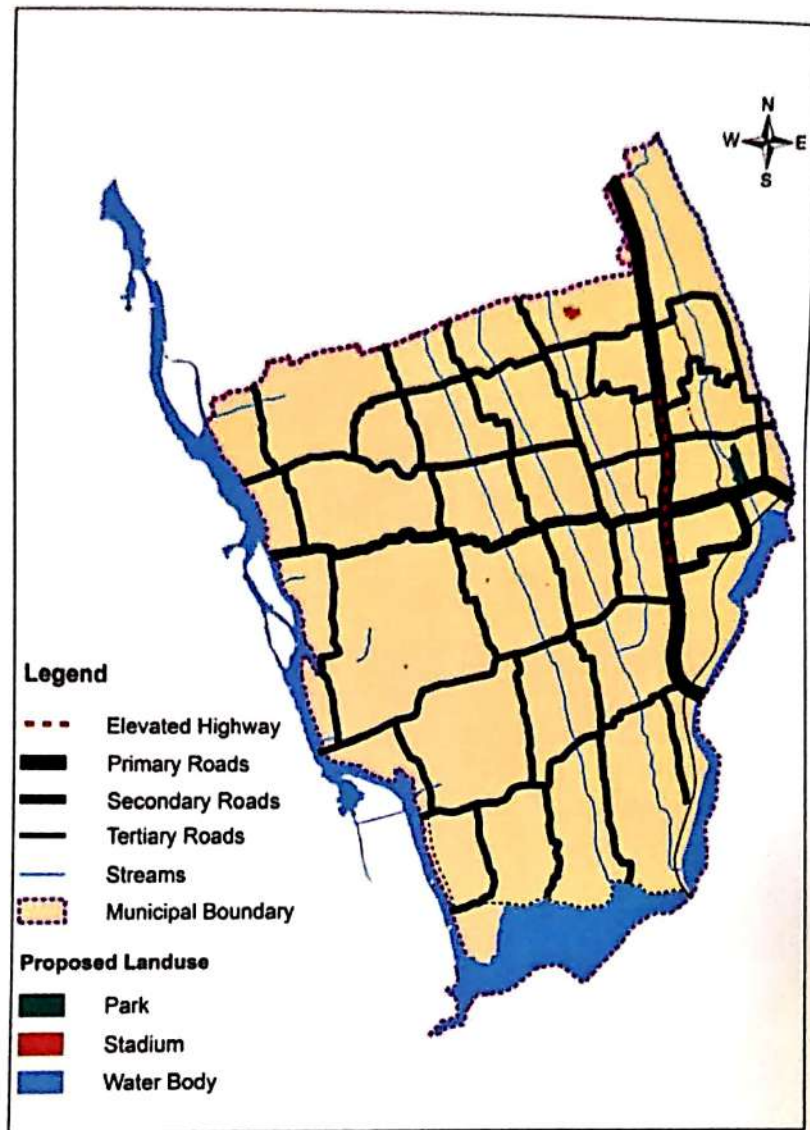 N
W E
S
Legend
Elevated Highway
Primary Roads
Secondary Roads
Tertiary Roads
Streams
Municipal Boundary
Proposed Landuse
Park
Stadium
Water Body